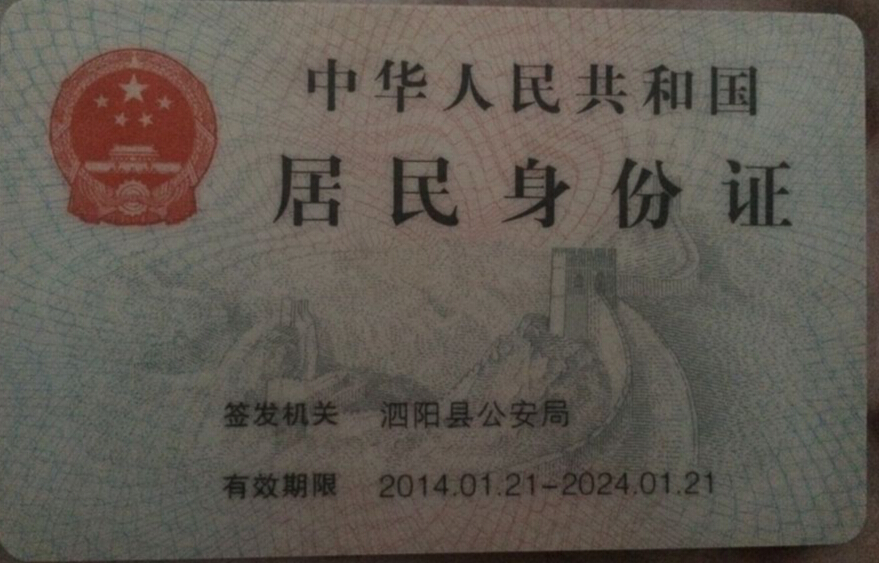 中华人民共和国
居民身份证
签发机关 泗阳县公安局
有效期限 2014.01.21-2024.01.21